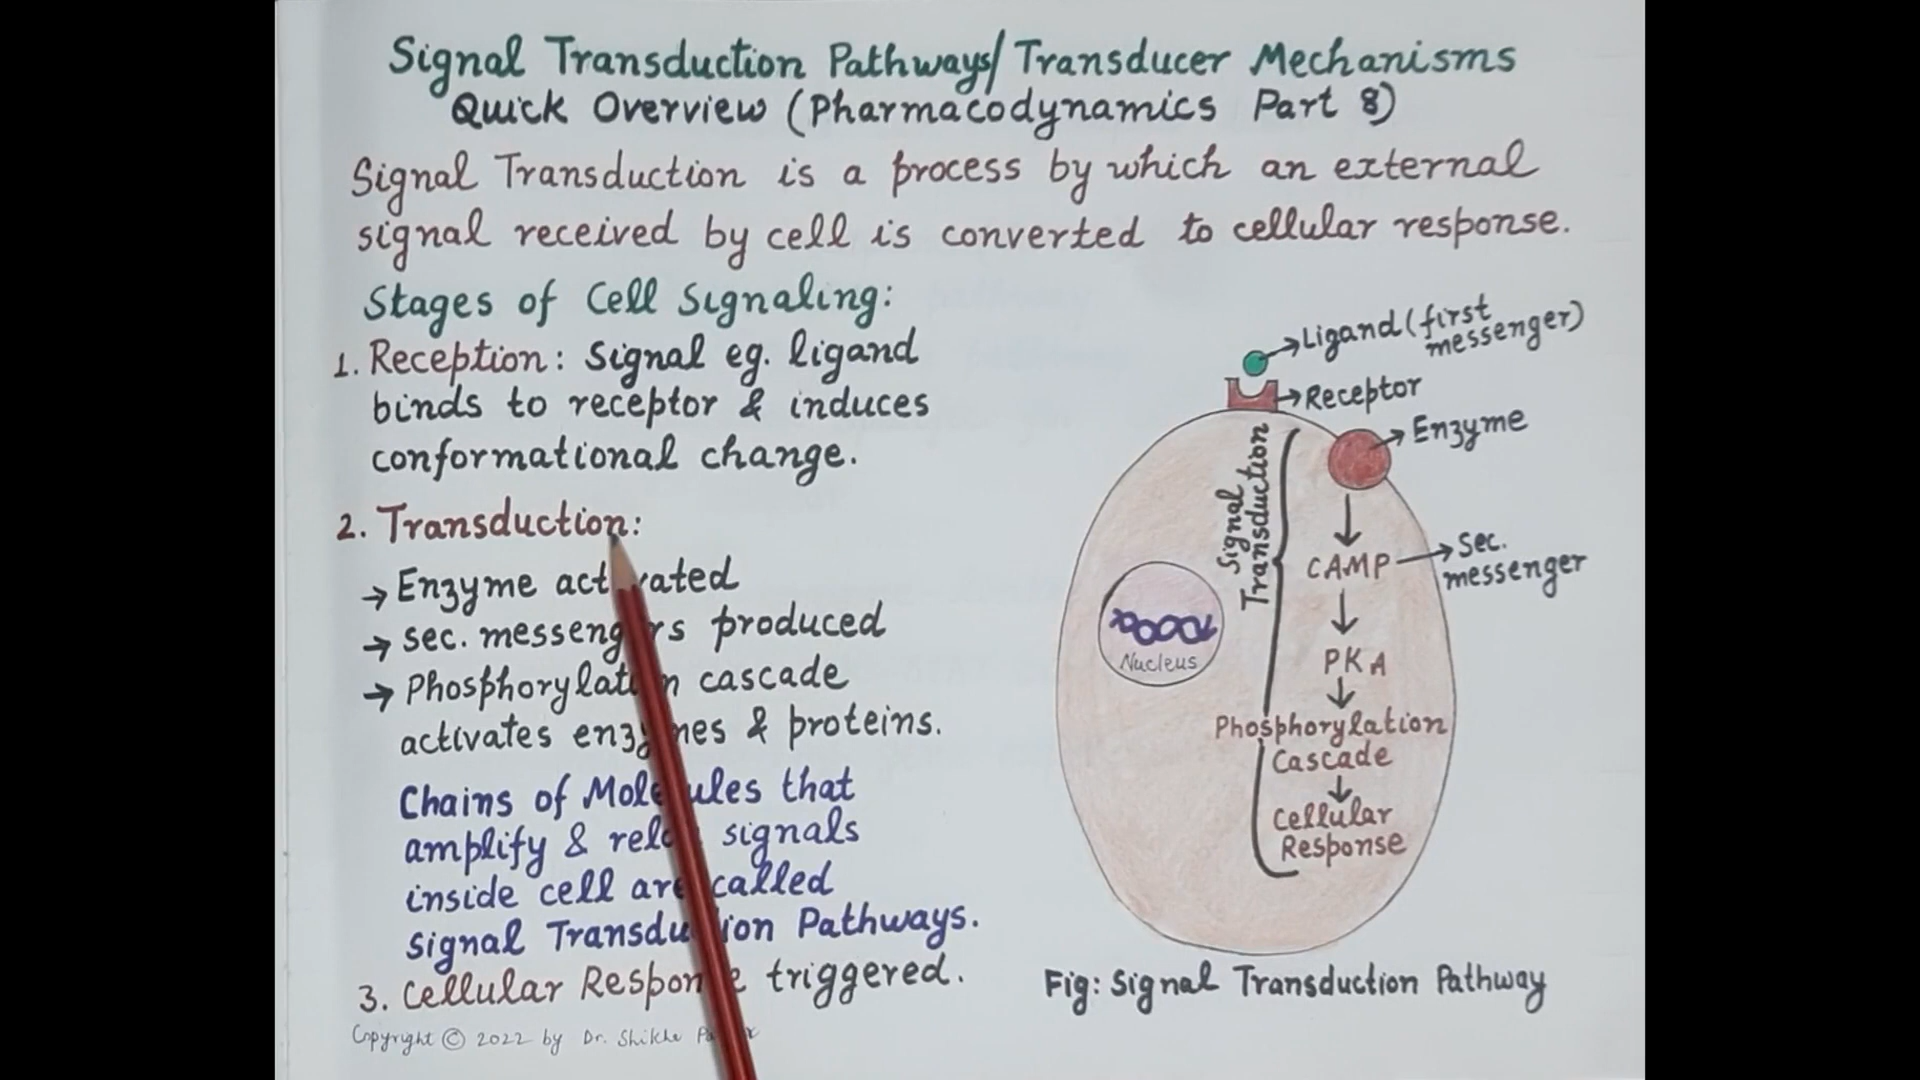 Signal Transduction Pathways/Transducer Mechanisms
Quick Overview (Pharmacodynamics Part 8)
Signal Transduction is a process by which an external
signal received by cell is converted to cellular response.
Stages of Cell Signaling:
1. Reception: Signal eg. ligand
binds to receptor & induces
conformational change.
2. Transduction:
→ Enzyme activated
→ Sec. messengers produced
→ Phosphorylation cascade
activates enzymes & proteins.
Chains of Molecules that
amplify & relay signals
inside cell are called
Signal Transduction Pathways.
3. Cellular Response triggered.
Copyright © 2022 by Dr. Shikha
Ligand (first
messenger)
Receptor
Enzyme
Signal
Transduction
CAMP
Sec.
messenger
PKA
Phosphorylation
Cascade
Cellular
Response
Nucleus
Fig: Signal Transduction Pathway